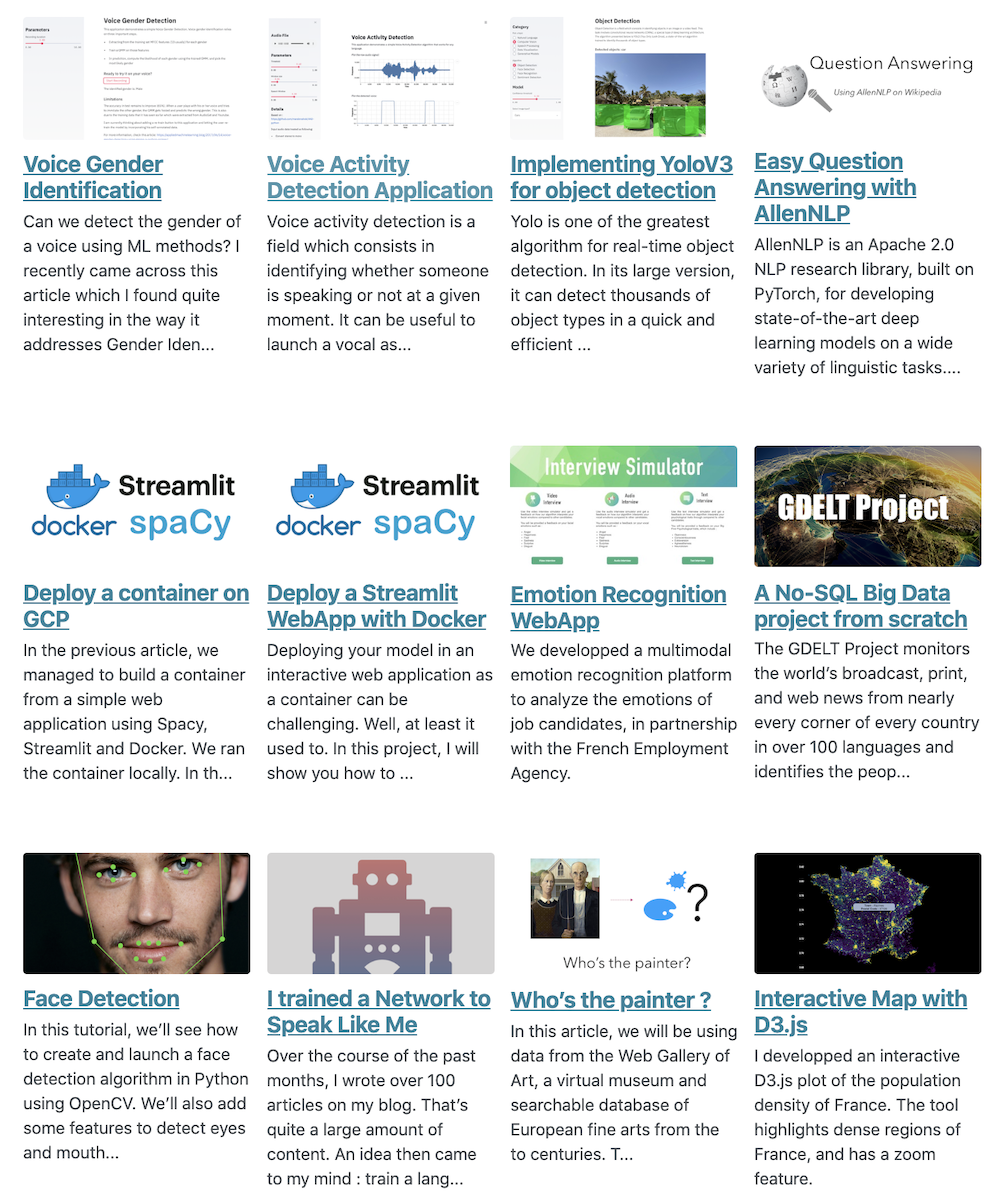 Voice Gender Detection
Parameters
Voice Gender
Identification
Can we detect the gender of
a voice using ML methods? I
recently came across this
article which I found quite
interesting in the way it
addresses Gender Iden...
Audio File
Parameters
Details
Voice Activity Detection
Voice Activity
Detection Application
Voice activity detection is a
field which consists in
identifying whether someone
is speaking or not at a given
moment. It can be useful to
launch a vocal as...
Category
Model
Object Detection
Implementing YoloV3
for object detection
Yolo is one of the greatest
algorithm for real-time object
detection. In its large version,
it can detect thousands of
object types in a quick and
efficient ...
Question Answering
Using AllenNLP on Wikipedia
Easy Question
Answering with
AllenNLP
AllenNLP is an Apache 2.0
NLP research library, built on
PyTorch, for developing
state-of-the-art deep
learning models on a wide
variety of linguistic tasks....
Streamlit
docker spaCy
Deploy a container on
GCP
In the previous article, we
managed to build a container
from a simple web
application using Spacy,
Streamlit and Docker. We ran
the container locally. In th...
Streamlit
docker spaCy
Deploy a Streamlit
WebApp with Docker
Deploying your model in an
interactive web application as
a container can be
challenging. Well, at least it
used to. In this project, I will
show you how to ...
Interview Simulator
Video
Interview
Audio
Interview
Text
Interview
Emotion Recognition
WebApp
We developped a multimodal
emotion recognition platform
to analyze the emotions of
job candidates, in partnership
with the French Employment
Agency.
GDELT Project
A No-SQL Big Data
project from scratch
The GDELT Project monitors
the world's broadcast, print,
and web news from nearly
every corner of every country
in over 100 languages and
identifies the peop...
Face Detection
In this tutorial, we'll see how
to create and launch a face
detection algorithm in Python
using OpenCV. We'll also add
some features to detect eyes
and mouth...
I trained a Network to
Speak Like Me
Over the course of the past
months, I wrote over 100
articles on my blog. That's
quite a large amount of
content. An idea then came
to my mind : train a lang...
?
Who's the painter?
Who's the painter ?
In this article, we will be using
data from the Web Gallery of
Art, a virtual museum and
searchable database of
European fine arts from the
to centuries. T...
Interactive Map with
D3.js
I developped an interactive
D3.js plot of the population
density of France. The tool
highlights dense regions of
France, and has a zoom
feature.